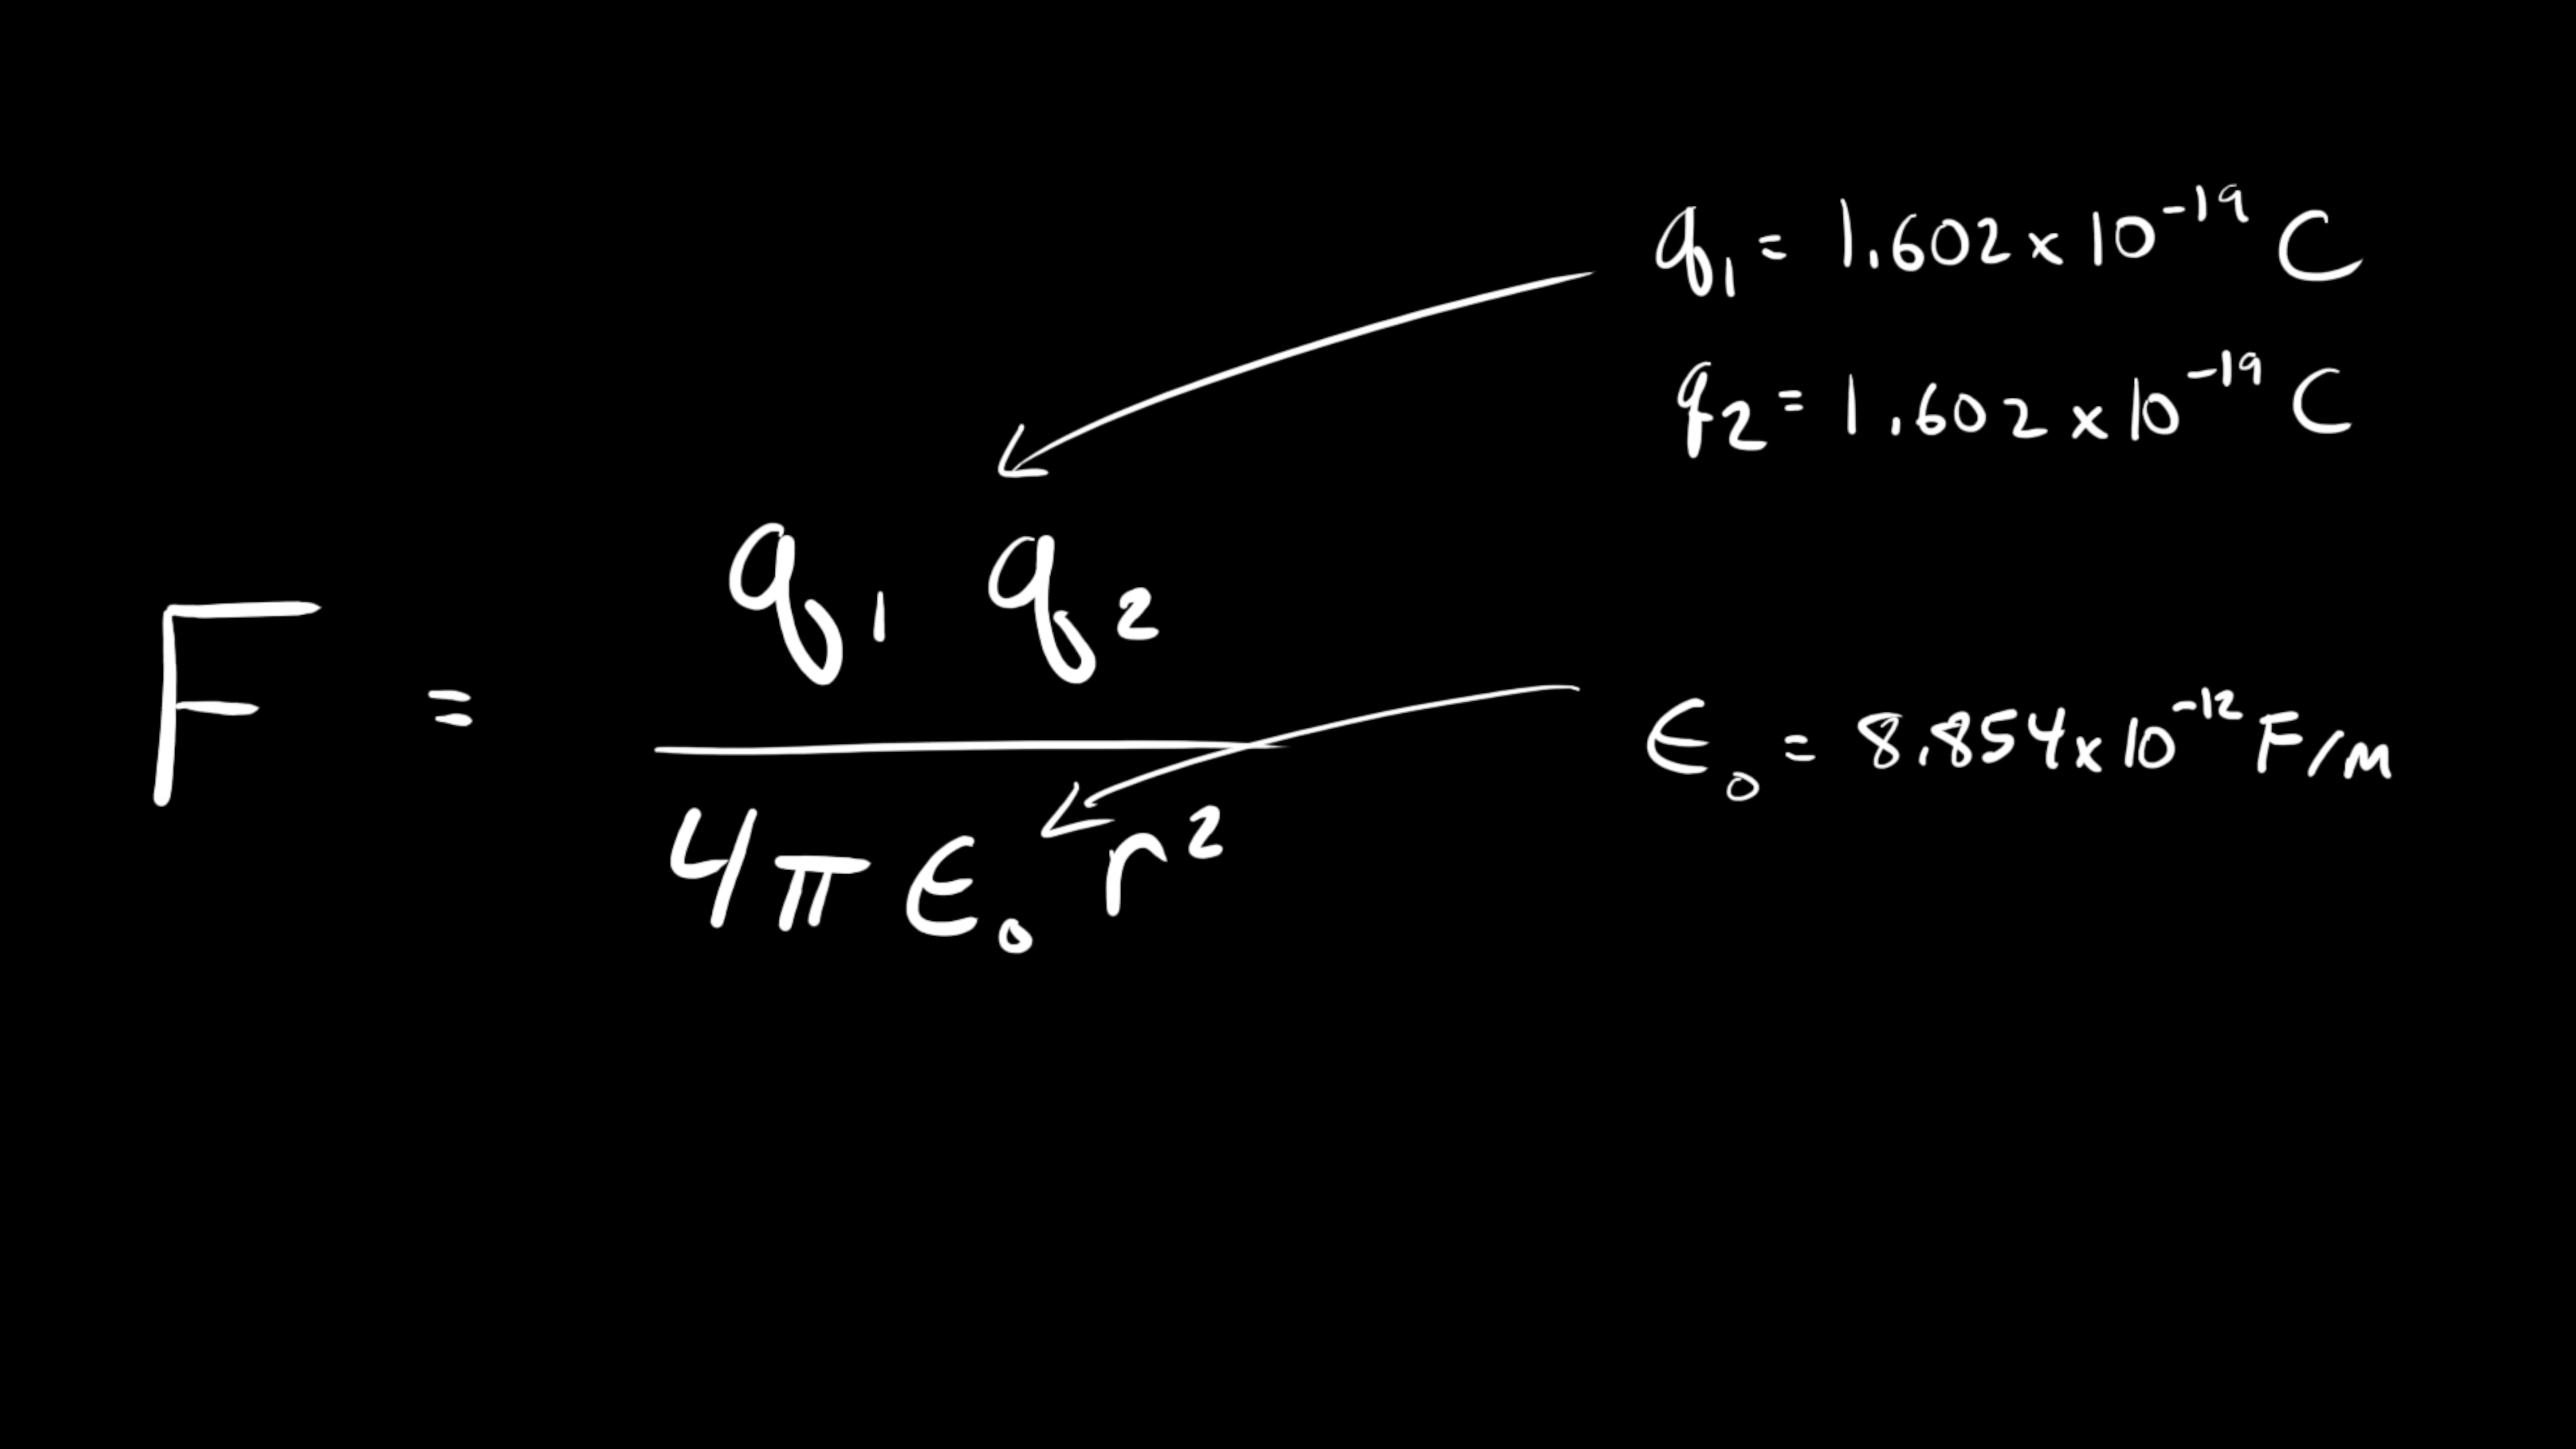 q₁ = 1.602 x 10⁻¹⁹ C
q₂ = 1.602 x 10⁻¹⁹ C
F = q₁ q₂ / 4π ϵ₀ r²
ϵ₀ = 8.854 x 10⁻¹² F/m